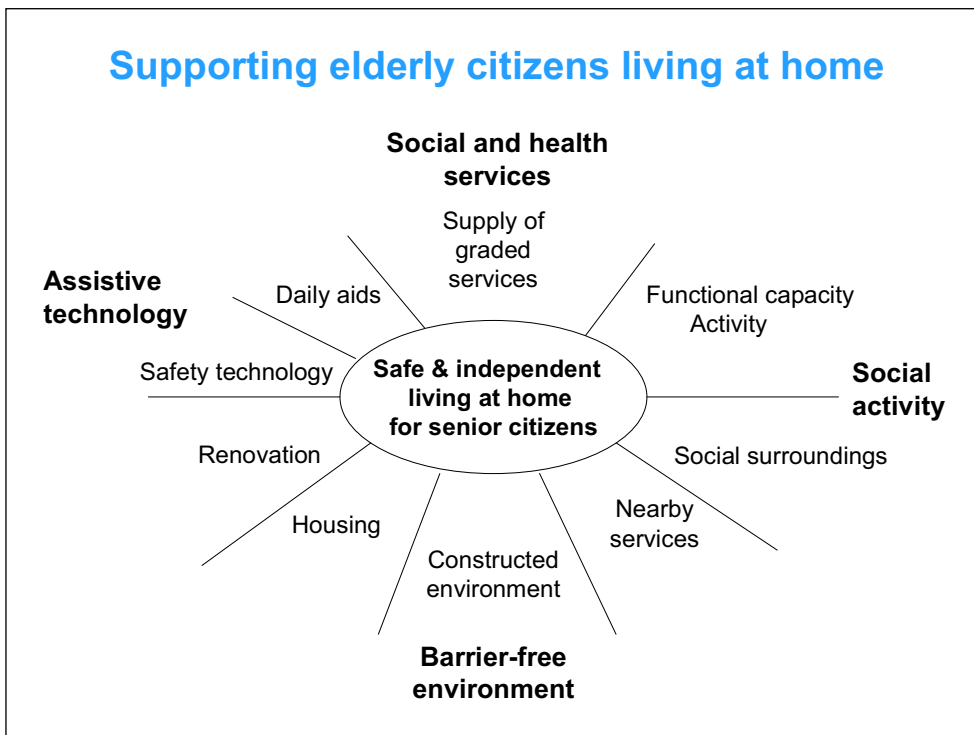 Supporting elderly citizens living at home
Social and health
services
Supply of
graded
services
Assistive
technology
Daily aids
Functional capacity
Activity
Safety technology
Safe & independent
living at home
for senior citizens
Social
activity
Renovation
Social surroundings
Housing
Nearby
services
Constructed
environment
Barrier-free
environment